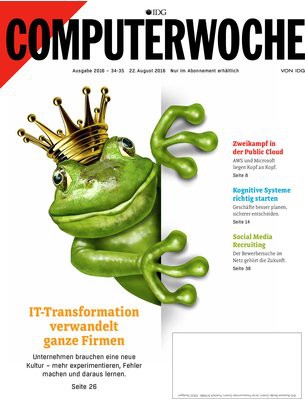 IDG
COMPUTERWOCHE
Ausgabe 2016 – 34-35 22. August 2016 Nur im Abonnement erhältlich
VON IDG
Zweikampf in
der Public Cloud
AWS und Microsoft
liegen Kopf an Kopf.
Seite 8
Kognitive Systeme
richtig starten
Geschäfte besser planen,
sicherer entscheiden.
Seite 14
Social Media
Recruiting
Der Bewerbersuche im
Netz gehört die Zukunft.
Seite 38
IT-Transformation
verwandelt
ganze Firmen
Unternehmen brauchen eine neue
Kultur – mehr experimentieren, Fehler
machen und daraus lernen.
Seite 26